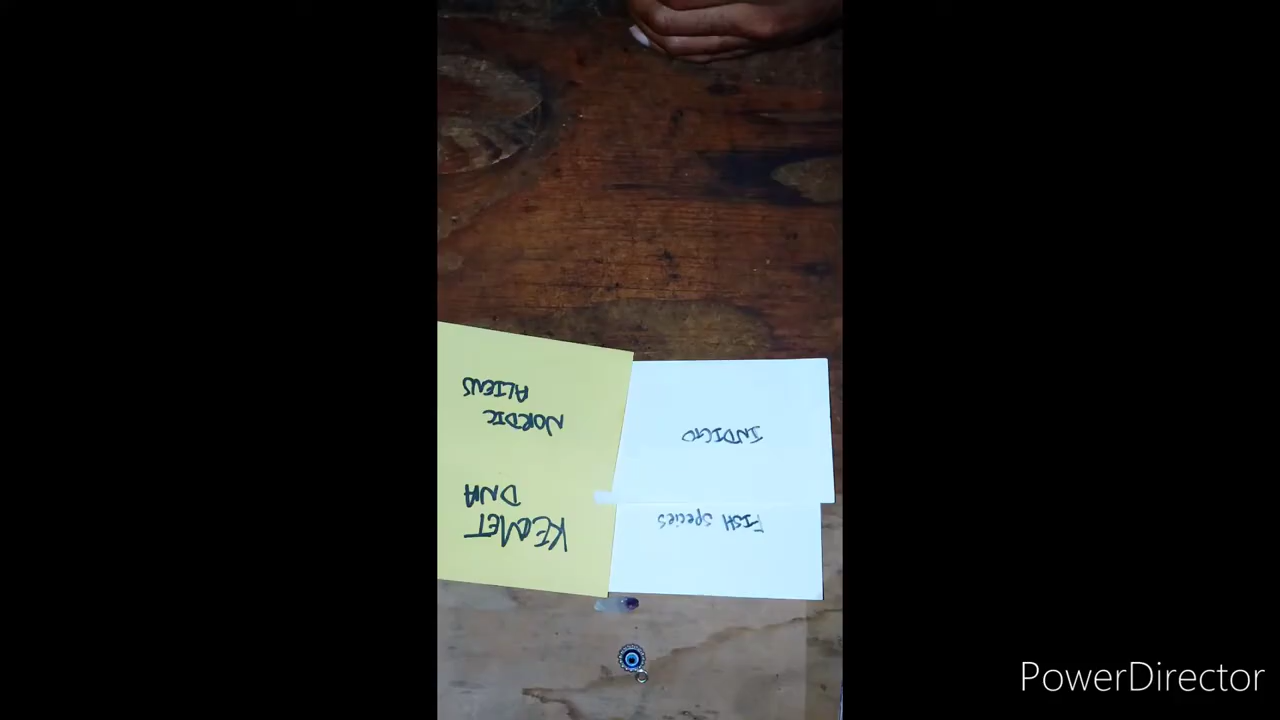 KEMET
DNA
NORDIC
ALIENS
FISH SPECIES
INDIGO
PowerDirector